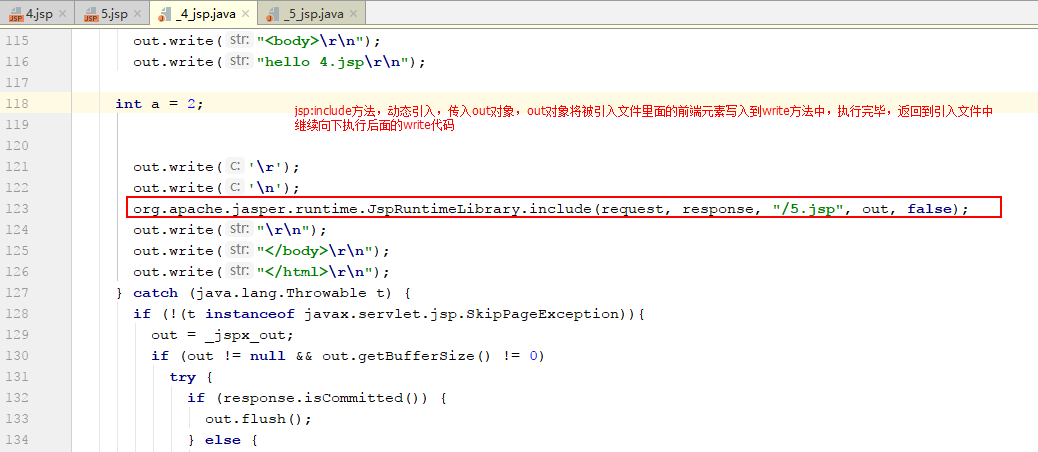 4.jsp 5.jsp _4_jsp.java _5_jsp.java
115 out.write( str: "<body>\r\n");
116 out.write( str: "hello 4.jsp\r\n");
117
118 int a = 2;
jsp:include方法，动态引入，传入out对象，out对象将被引入文件里面的前端元素写入到write方法中，执行完毕，返回到引入文件中
119 继续向下执行后面的write代码
120
121 out.write( c: '\r');
122 out.write( c: '\n');
123 org.apache.jasper.runtime.JspRuntimeLibrary.include(request, response, "/5.jsp", out, false);
124 out.write( str: "\r\n");
125 out.write( str: "</body>\r\n");
126 out.write( str: "</html>\r\n");
127 } catch (java.lang.Throwable t) {
128 if (!(t instanceof javax.servlet.jsp.SkipPageException)){
129 out = _jspx_out;
130 if (out != null && out.getBufferSize() != 0)
131 try {
132 if (response.isCommitted()) {
133 out.flush();
134 } else {